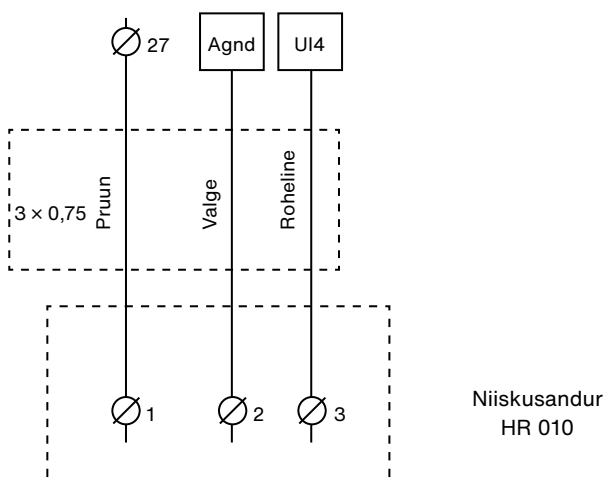 27
Agnd
UI4
3 × 0,75
Pruun
Valge
Roheline
1
2
3
Niiskusandur
HR 010